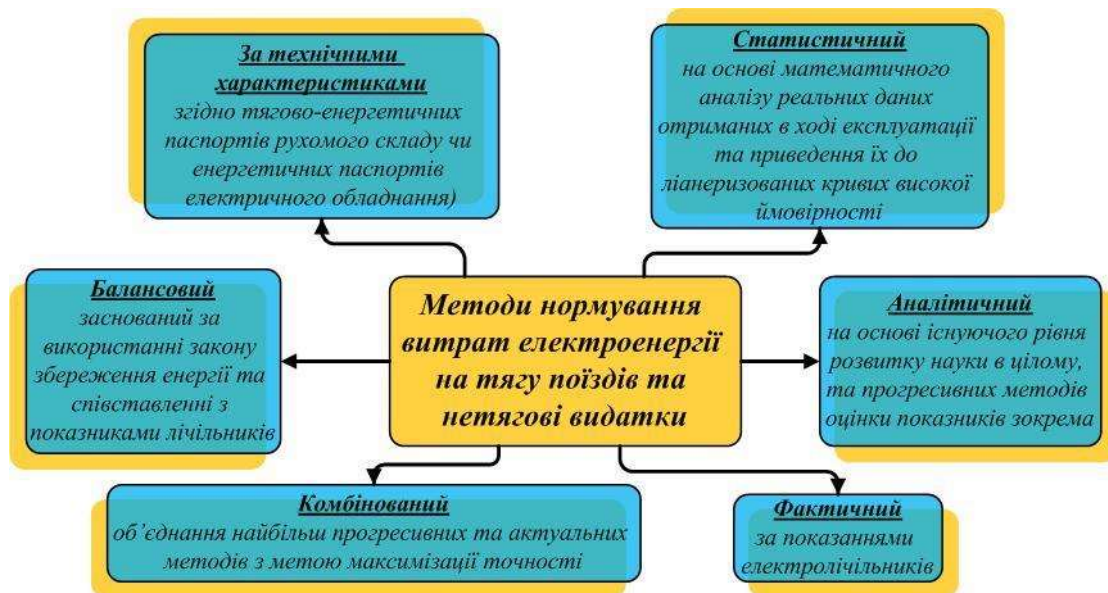 За технічними
характеристиками
згідно тягово-енергетичних
паспортів рухомого складу чи
енергетичних паспортів
електричного обладнання)
Статистичний
на основі математичного
аналізу реальних даних
отриманих в ході експлуатації
та приведення їх до
ліанеризованих кривих високої
ймовірності
Балансовий
заснований за
використанні закону
збереження енергії та
співставленні з
показниками лічільників
Методи нормування
витрат електроенергії
на тягу поїздів та
нетягові видатки
Аналітичний
на основі існуючого рівня
розвитку науки в цілому,
та прогресивних методів
оцінки показників зокрема
Комбінований
об’єднання найбільш прогресивних та актуальних
методів з метою максимізації точності
Фактичний
за показаннями
електролічільників